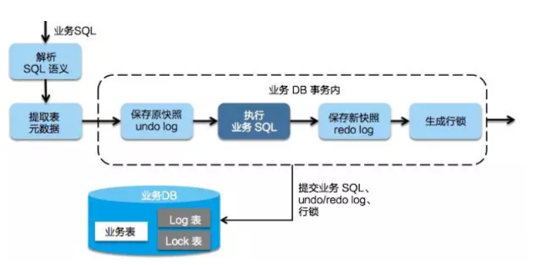 业务SQL
解析
SQL 语义
提取表
元数据
业务 DB 事务内
保存原快照
undo log
执行
业务 SQL
保存新快照
redo log
生成行锁
提交业务 SQL、
undo/redo log、
行锁
业务DB
业务表
Log 表
Lock 表